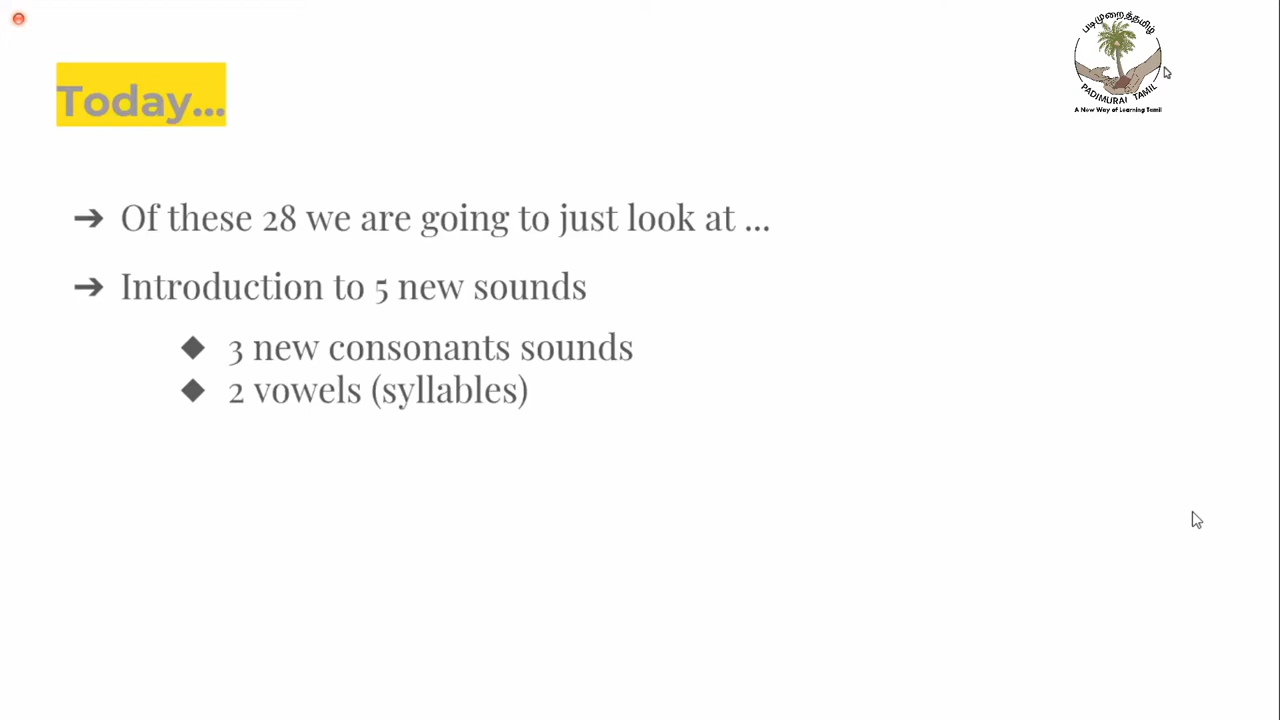 படிமுறைத்தமிழ்
PADIMURAI TAMIL
A New Way of Learning Tamil
Today...
Of these 28 we are going to just look at ...
Introduction to 5 new sounds
3 new consonants sounds
2 vowels (syllables)